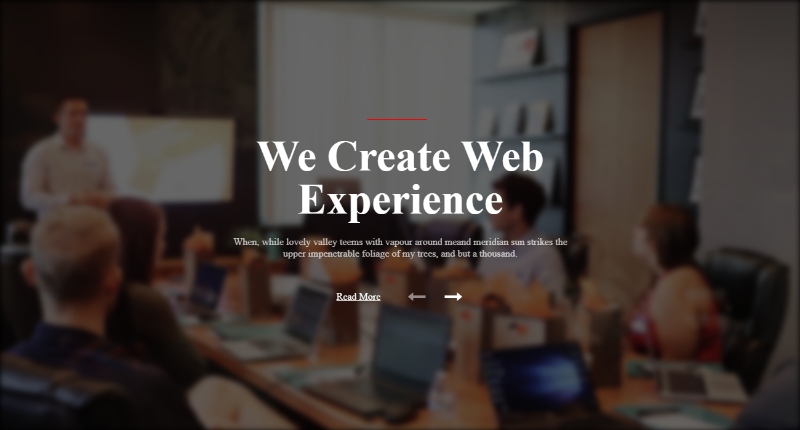 We Create Web
Experience
When, while lovely valley teems with vapour around meand meridian sun strikes the
upper impenetrable foliage of my trees, and but a thousand.
Read More